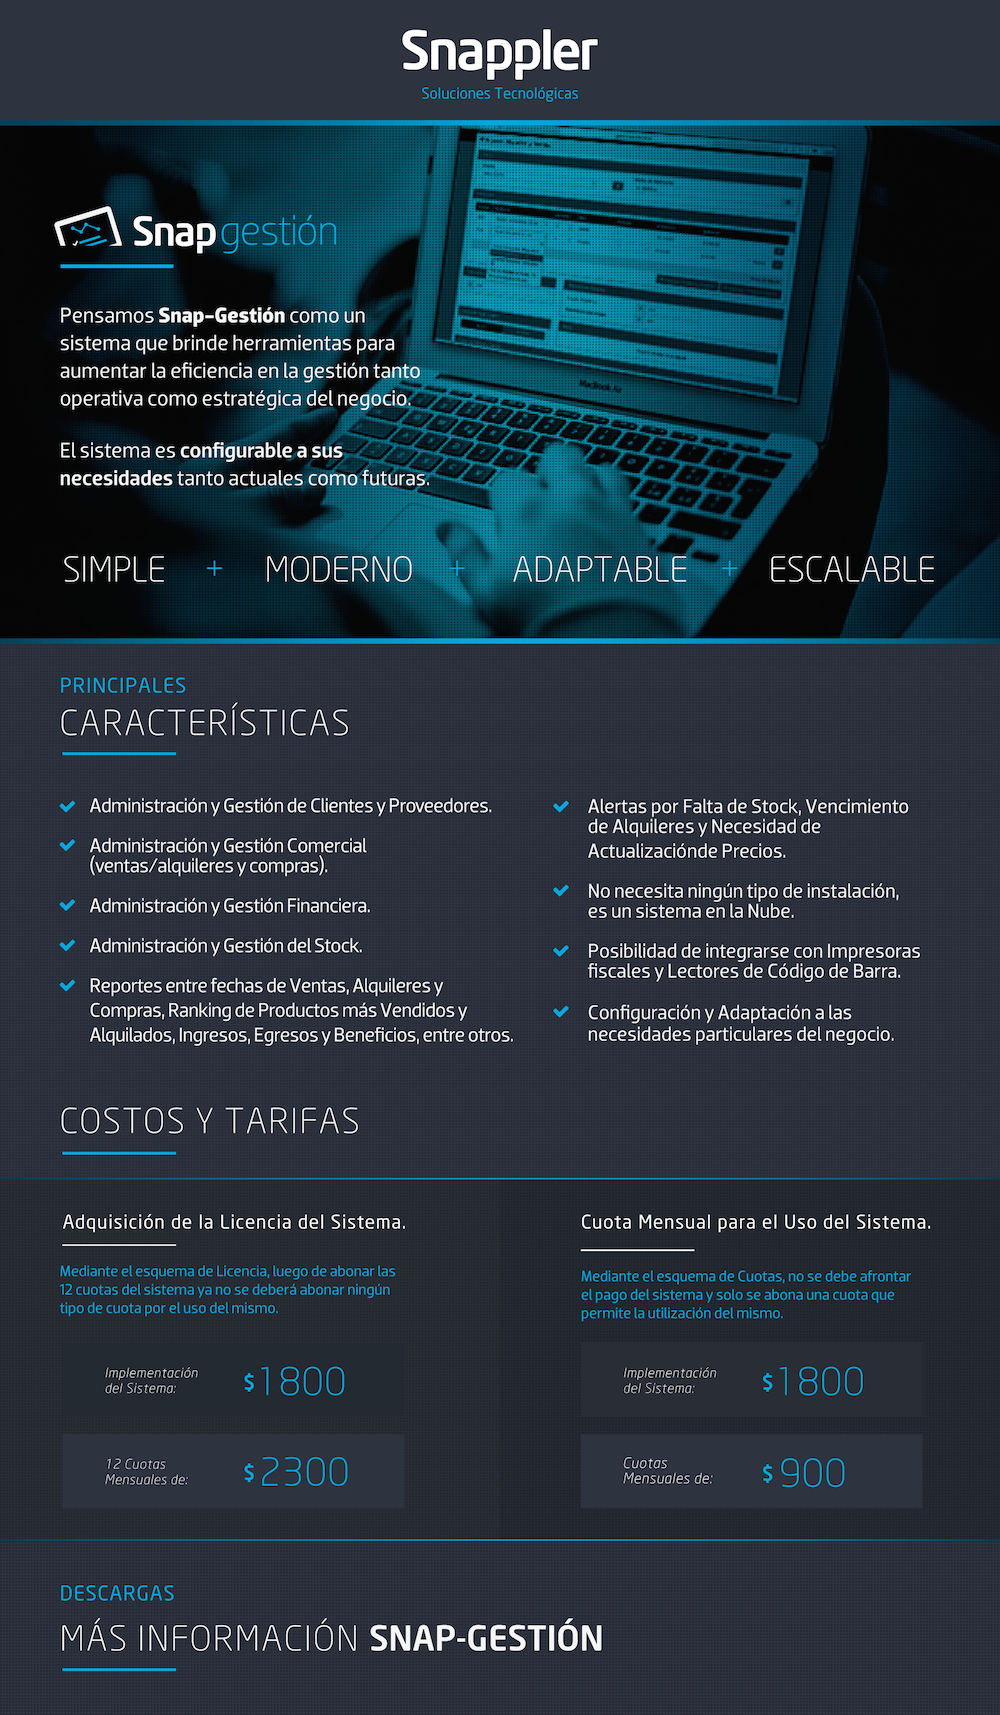 Snappler
Soluciones Tecnológicas
Snapgestión
Pensamos Snap-Gestión como un
sistema que brinde herramientas para
aumentar la eficiencia en la gestión tanto
operativa como estratégica del negocio.
El sistema es configurable a sus
necesidades tanto actuales como futuras.
MacBook Air
SIMPLE + MODERNO + ADAPTABLE + ESCALABLE
PRINCIPALES
CARACTERÍSTICAS
Administración y Gestión de Clientes y Proveedores.
Administración y Gestión Comercial
(ventas/alquileres y compras).
Administración y Gestión Financiera.
Administración y Gestión del Stock.
Reportes entre fechas de Ventas, Alquileres y
Compras, Ranking de Productos más Vendidos y
Alquilados, Ingresos, Egresos y Beneficios, entre otros.
Alertas por Falta de Stock, Vencimiento
de Alquileres y Necesidad de
Actualizaciónde Precios.
No necesita ningún tipo de instalación,
es un sistema en la Nube.
Posibilidad de integrarse con Impresoras
fiscales y Lectores de Código de Barra.
Configuración y Adaptación a las
necesidades particulares del negocio.
COSTOS Y TARIFAS
Adquisición de la Licencia del Sistema.
Mediante el esquema de Licencia, luego de abonar las
12 cuotas del sistema ya no se deberá abonar ningún
tipo de cuota por el uso del mismo.
Implementación
del Sistema:
$1800
12 Cuotas
Mensuales de:
$2300
Cuota Mensual para el Uso del Sistema.
Mediante el esquema de Cuotas, no se debe afrontar
el pago del sistema y solo se abona una cuota que
permite la utilización del mismo.
Implementación
del Sistema:
$1800
Cuotas
Mensuales de:
$900
DESCARGAS
MÁS INFORMACIÓN SNAP-GESTIÓN